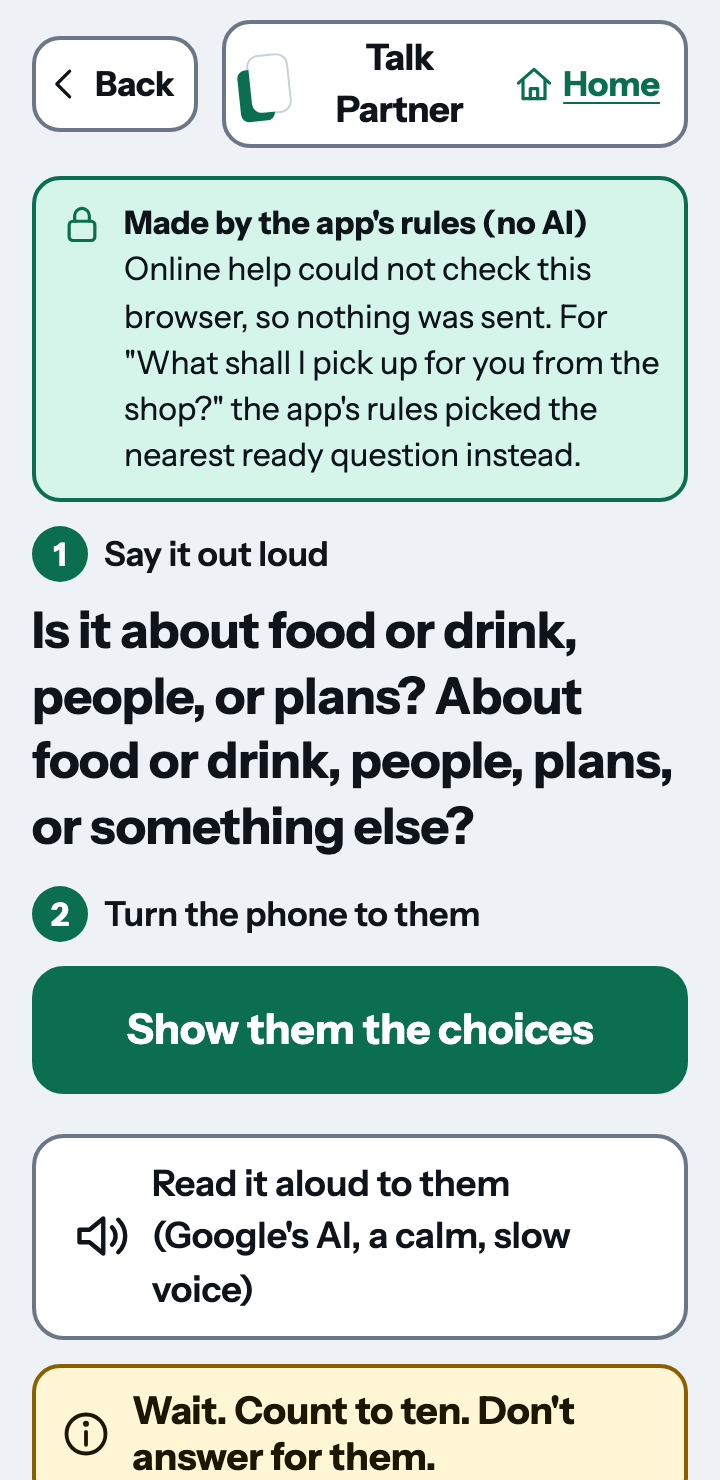 Back
Talk
Partner
Home
Made by the app's rules (no AI)
Online help could not check this
browser, so nothing was sent. For
"What shall I pick up for you from the
shop?" the app's rules picked the
nearest ready question instead.
1 Say it out loud
Is it about food or drink,
people, or plans? About
food or drink, people, plans,
or something else?
2 Turn the phone to them
Show them the choices
Read it aloud to them
(Google's AI, a calm, slow
voice)
Wait. Count to ten. Don't
answer for them.